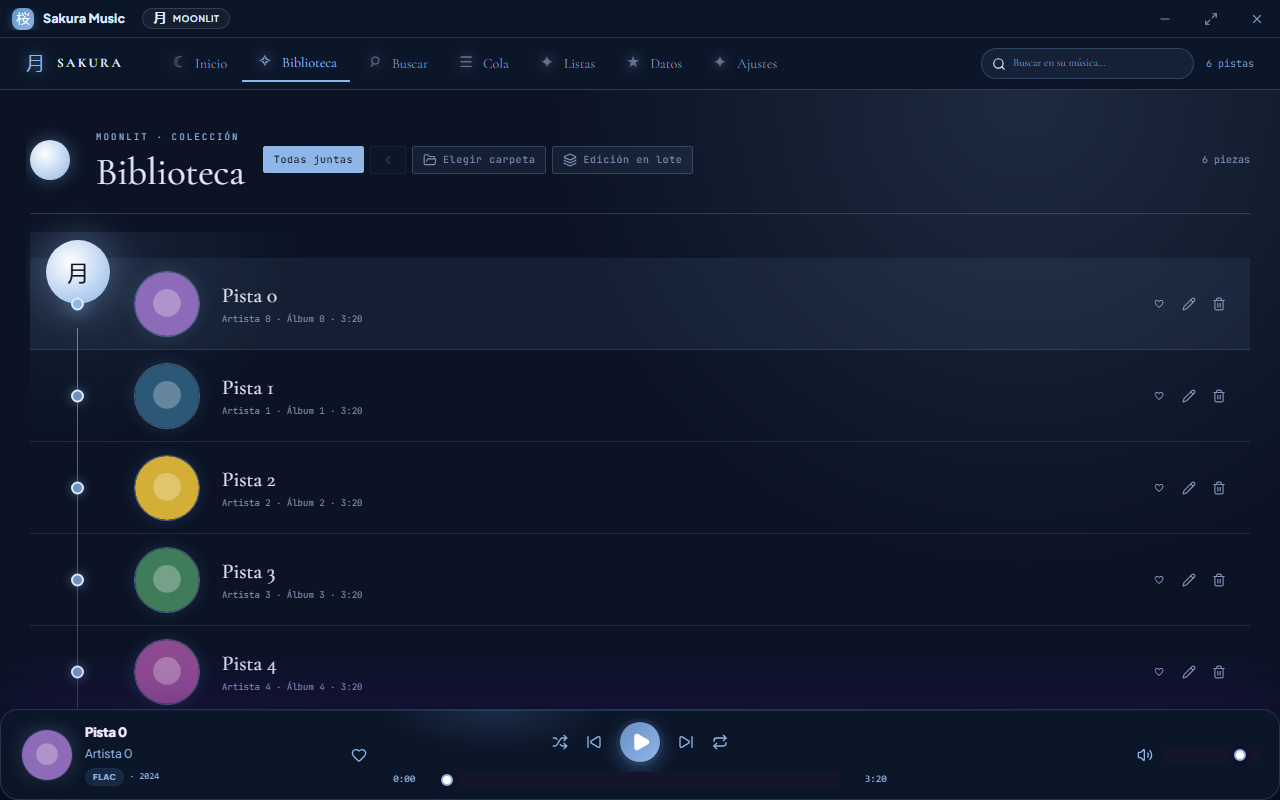 桜 Sakura Music 月 MOONLIT
月 SAKURA Inicio Biblioteca Buscar Cola Listas Datos Ajustes Buscar en su música... 6 pistas
MOONLIT · COLECCIÓN
Biblioteca Todas juntas Elegir carpeta Edición en lote 6 piezas
月
Pista 0
Artista 0 · Álbum 0 · 3:20
Pista 1
Artista 1 · Álbum 1 · 3:20
Pista 2
Artista 2 · Álbum 2 · 3:20
Pista 3
Artista 3 · Álbum 3 · 3:20
Pista 4
Artista 4 · Álbum 4 · 3:20
Pista 0
Artista 0
FLAC · 2024
0:00 3:20